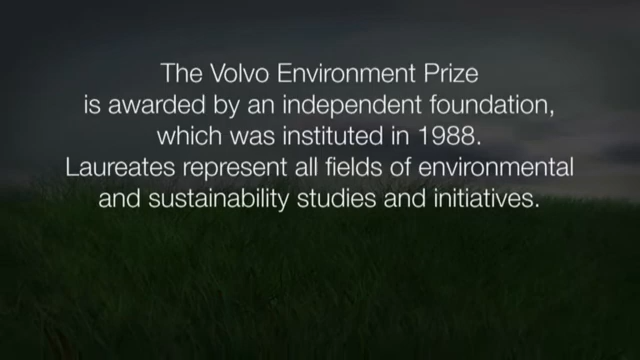 The Volvo Environment Prize
is awarded by an independent foundation,
which was instituted in 1988.
Laureates represent all fields of environmental
and sustainability studies and initiatives.